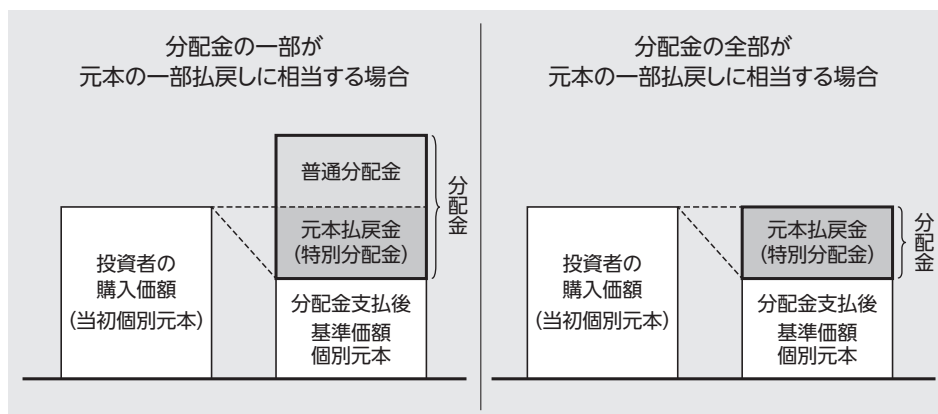 分配金の一部が
元本の一部払戻しに相当する場合
普通分配金
元本払戻金
(特別分配金)
分配金
投資者の
購入価額
(当初個別元本)
分配金支払後
基準価額
個別元本
分配金の全部が
元本の一部払戻しに相当する場合
元本払戻金
(特別分配金)
分配金
投資者の
購入価額
(当初個別元本)
分配金支払後
基準価額
個別元本